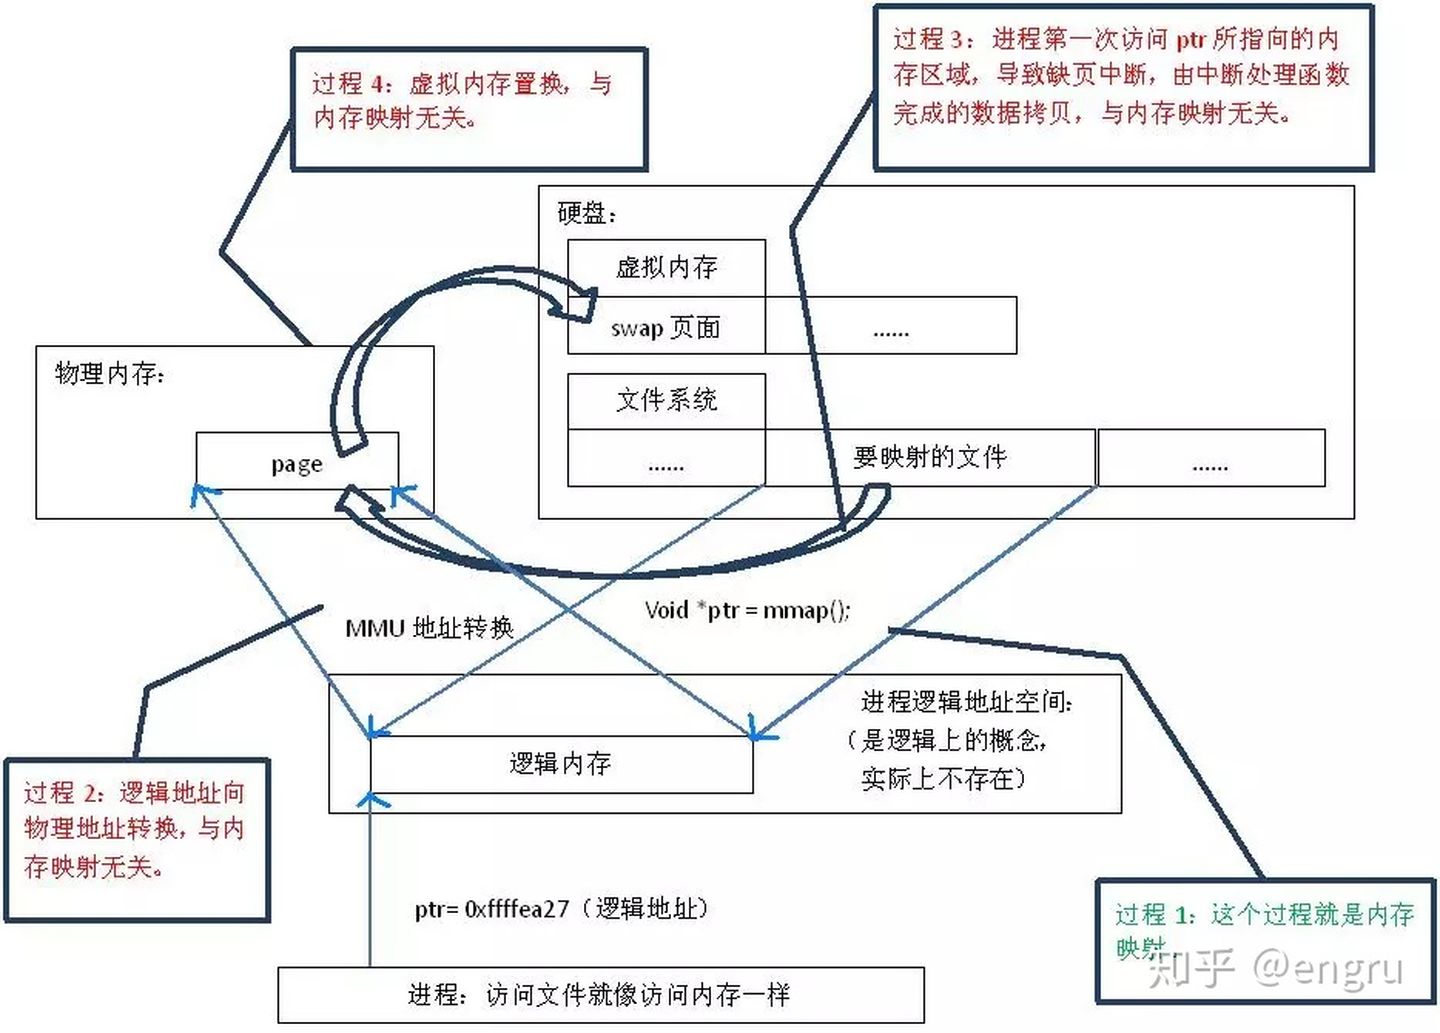 过程 4：虚拟内存置换，与
内存映射无关。
过程 3：进程第一次访问 ptr 所指向的内
存区域，导致缺页中断，由中断处理函数
完成的数据拷贝，与内存映射无关。
硬盘：
虚拟内存
swap 页面
......
物理内存：
文件系统
page
......
要映射的文件
......
MMU 地址转换
Void *ptr = mmap();
进程逻辑地址空间：
（是逻辑上的概念，
实际上不存在）
逻辑内存
过程 2：逻辑地址向
物理地址转换，与内
存映射无关。
ptr= 0xffffea27（逻辑地址）
过程 1：这个过程就是内存
映射。
知乎 @engru
进程：访问文件就像访问内存一样